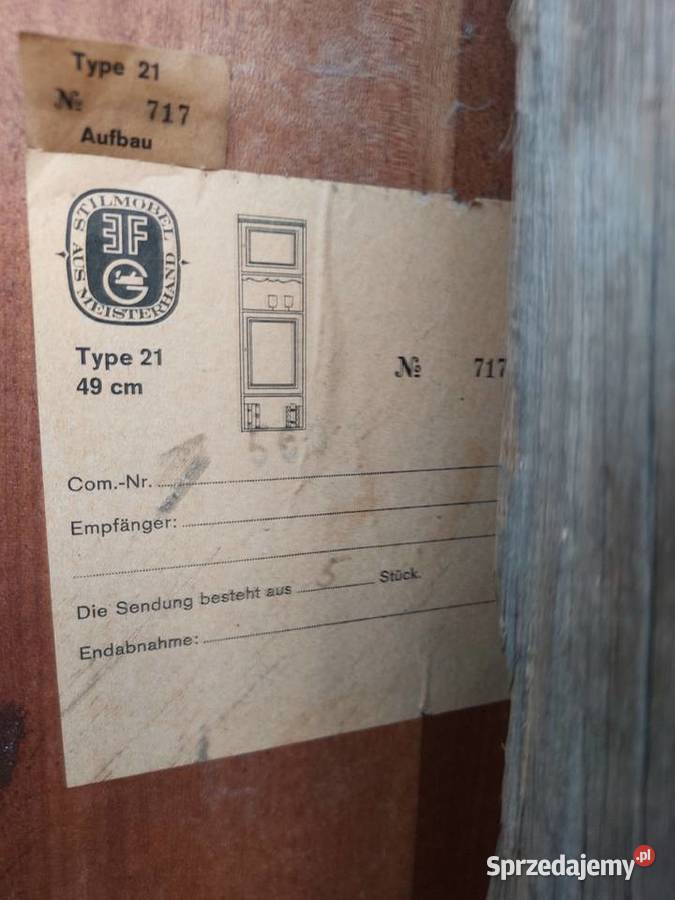 Type 21
№ 717
Aufbau
STILMÖBEL
AUS MEISTERHAND
EFG
Type 21
49 cm
№ 717
Com.-Nr.
Empfänger:
Die Sendung besteht aus 5 Stück.
Endabnahme:
Sprzedajemy.pl